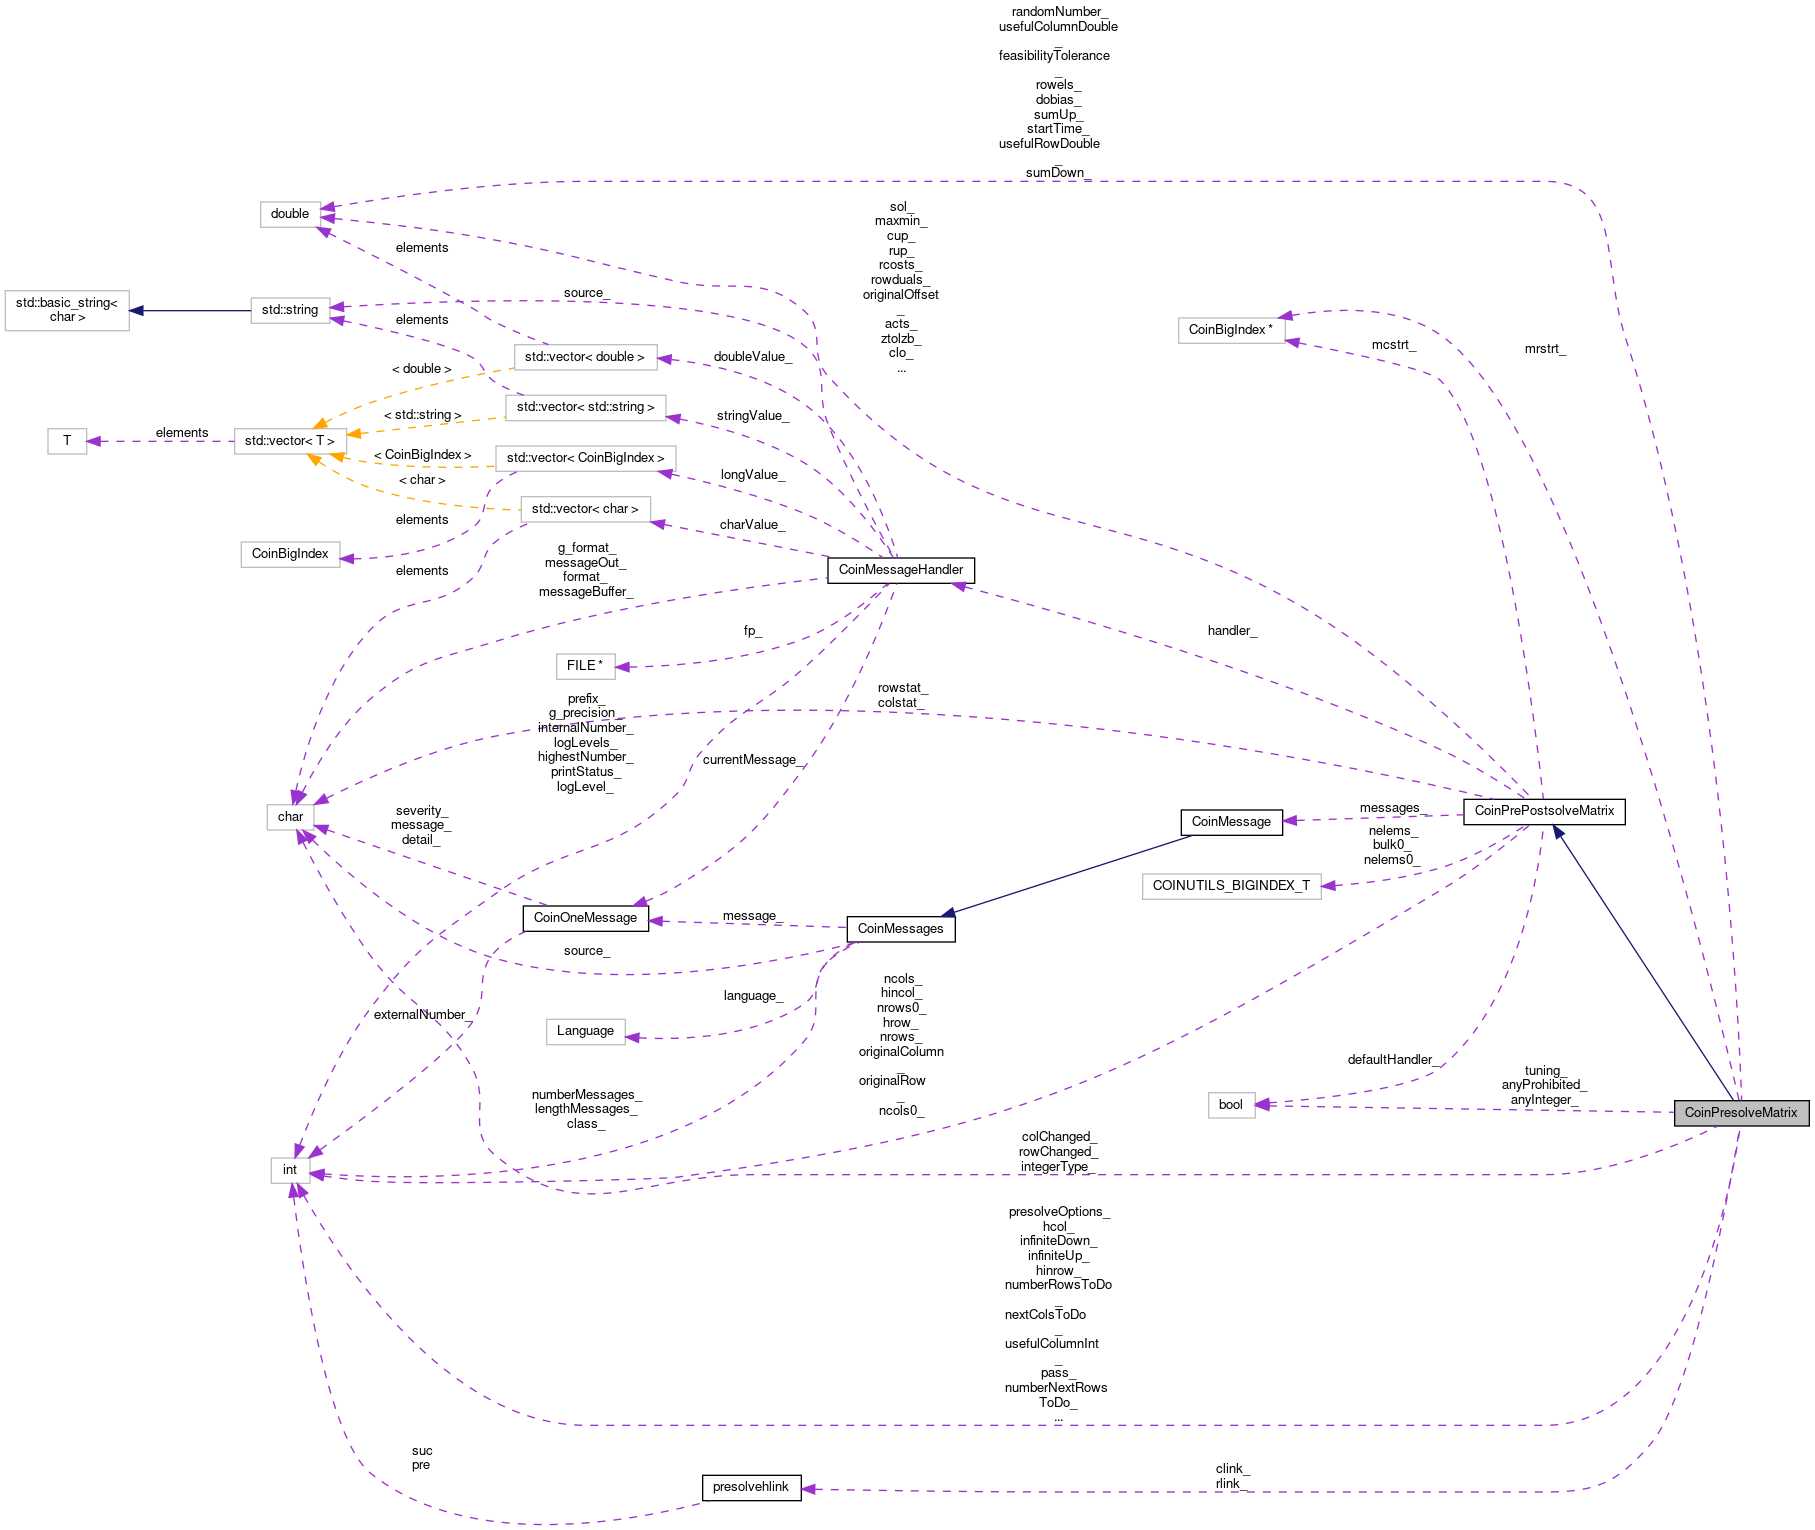 randomNumber_
usefulColumnDouble
_
feasibilityTolerance
_
rowels_
dobias_
sumUp_
startTime_
usefulRowDouble
_
sumDown_
double
sol_
maxmin_
cup_
rup_
rcosts_
rowduals_
originalOffset
_
acts_
ztolzb_
clo_
...
elements
std::basic_string<
char >
std::string
source_
elements
CoinBigIndex *
mcstrt_
mrstrt_
std::vector< double >
doubleValue_
< double >
std::vector< std::string >
stringValue_
< std::string >
T
elements
std::vector< T >
std::vector< CoinBigIndex >
< CoinBigIndex >
longValue_
< char >
std::vector< char >
charValue_
elements
CoinBigIndex
elements
g_format_
messageOut_
format_
messageBuffer_
CoinMessageHandler
fp_
handler_
FILE *
rowstat_
colstat_
prefix_
g_precision_
internalNumber_
logLevels_
highestNumber_
printStatus_
logLevel_
currentMessage_
char
severity_
message_
detail_
CoinMessage
messages_
CoinPrePostsolveMatrix
nelems_
bulk0_
nelems0_
COINUTILS_BIGINDEX_T
CoinOneMessage
message_
CoinMessages
source_
language_
externalNumber_
Language
ncols_
hincol_
nrows0_
hrow_
nrows_
originalColumn
_
originalRow
_
ncols0_
defaultHandler_
tuning_
anyProhibited_
anyInteger_
bool
CoinPresolveMatrix
numberMessages_
lengthMessages_
class_
int
colChanged_
rowChanged_
integerType_
presolveOptions_
hcol_
infiniteDown_
infiniteUp_
hinrow_
numberRowsToDo
_
nextColsToDo
_
usefulColumnInt
_
pass_
numberNextRows
ToDo_
...
suc
pre
presolvehlink
clink_
rlink_